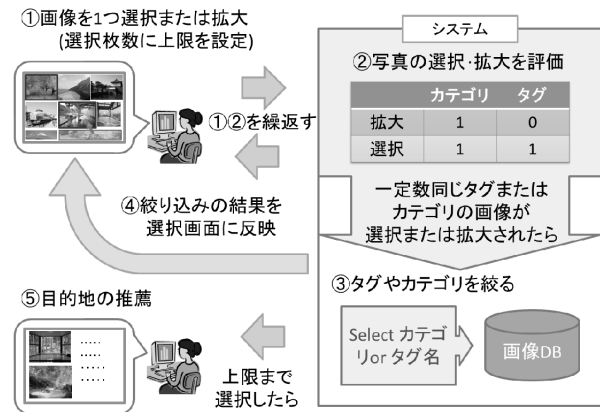 ①画像を1つ選択または拡大
(選択枚数に上限を設定)
①②を繰返す
④絞り込みの結果を
選択画面に反映
⑤目的地の推薦
上限まで
選択したら
システム
②写真の選択･拡大を評価
カテゴリ タグ
拡大 1 0
選択 1 1
一定数同じタグまたは
カテゴリの画像が
選択または拡大されたら
③タグやカテゴリを絞る
Select カテゴ
リor タグ名
画像DB